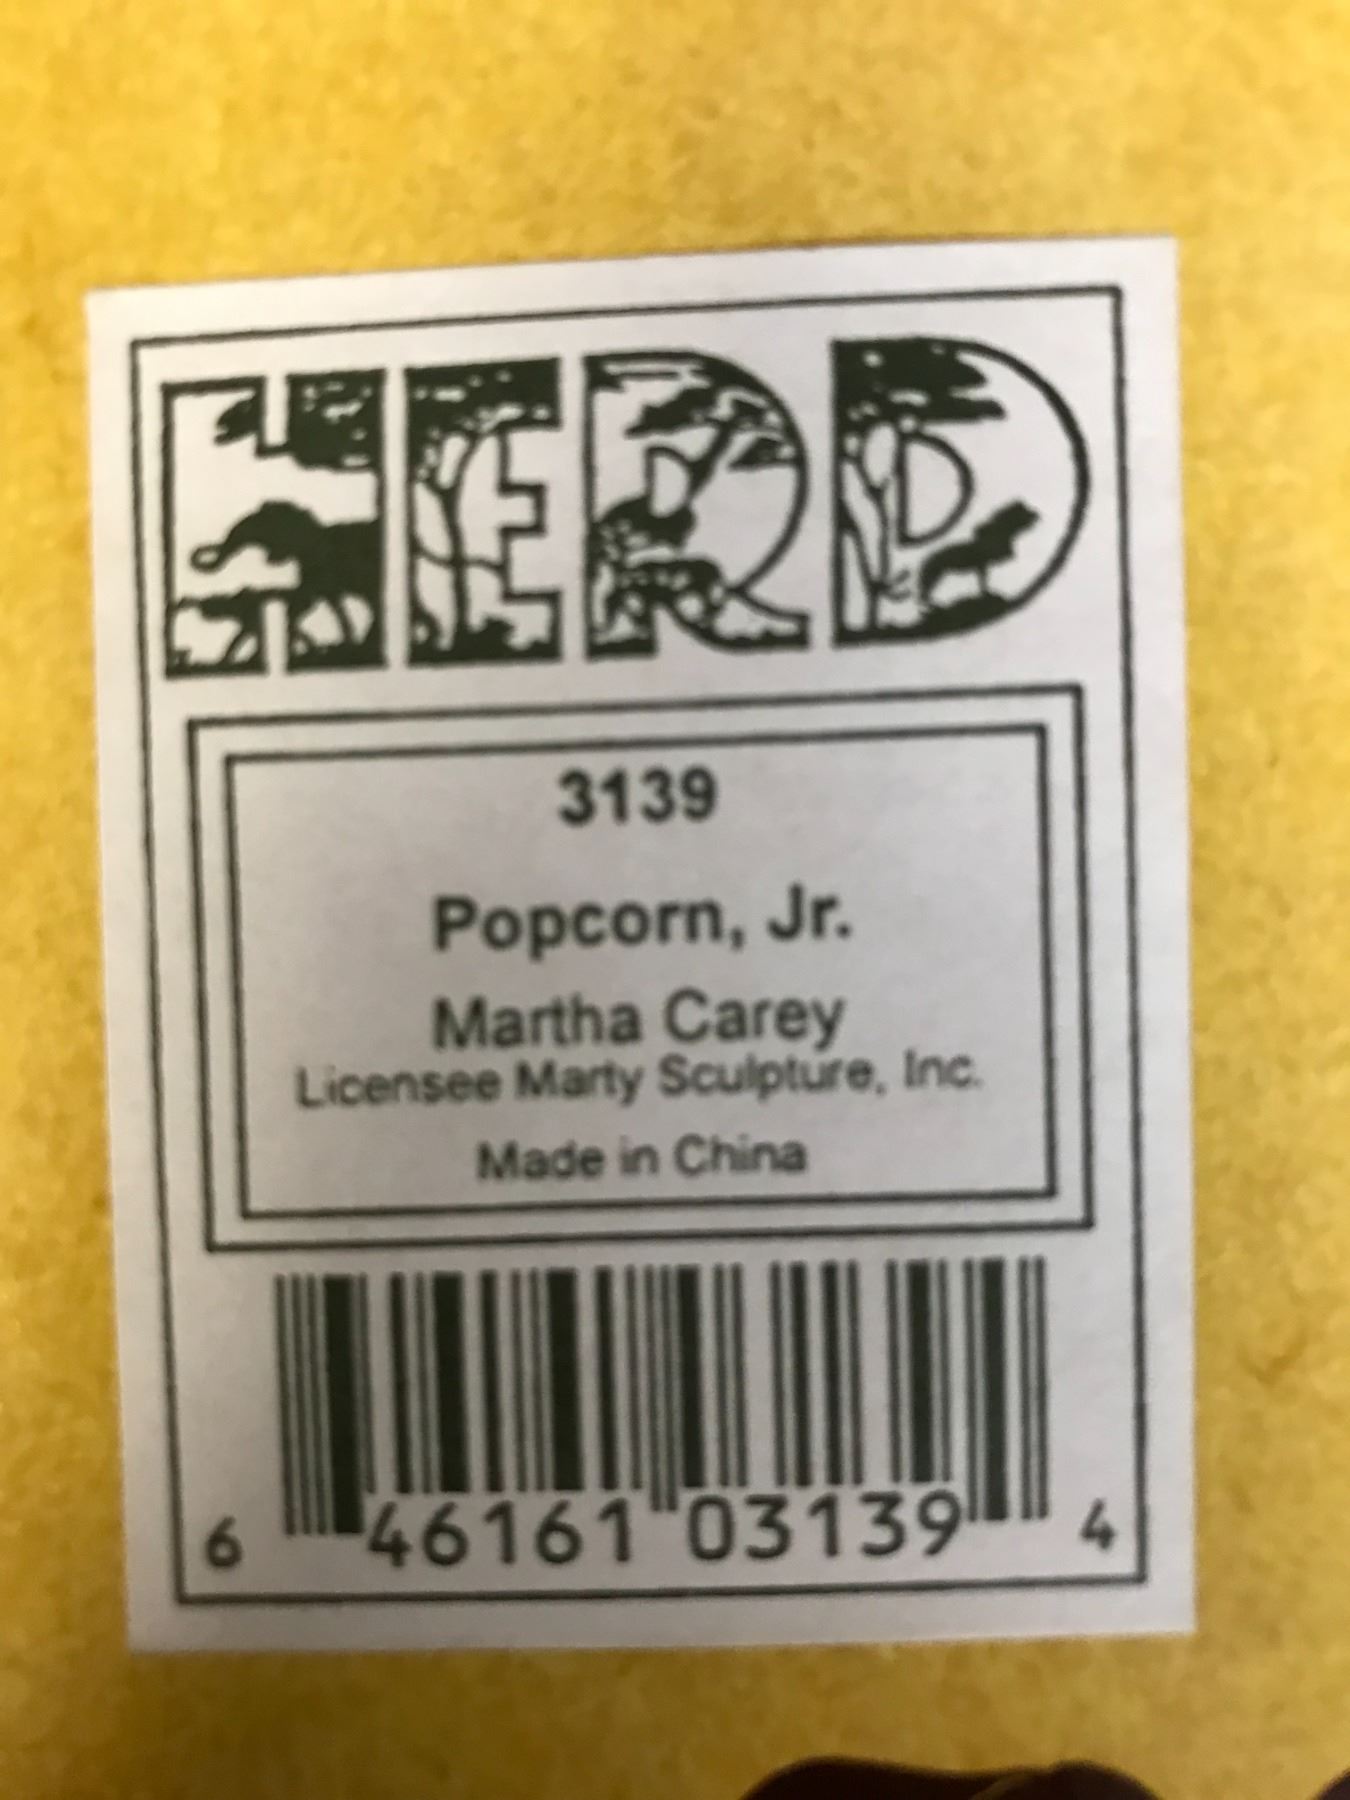 HERD
3139
Popcorn, Jr.
Martha Carey
Licensee Marty Sculpture, Inc.
Made in China
6 46161 03139 4